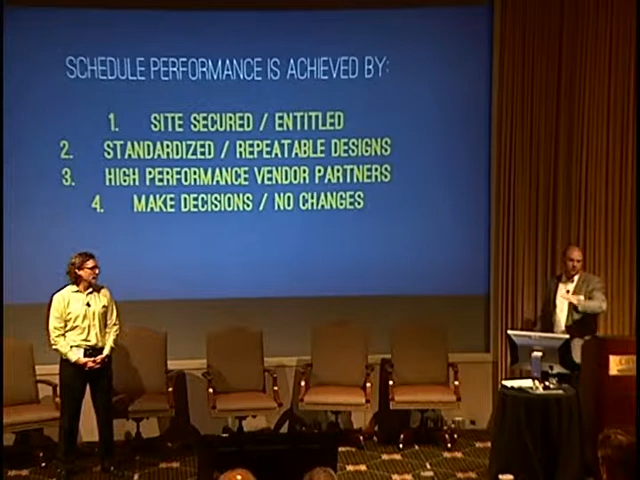 SCHEDULE PERFORMANCE IS ACHIEVED BY:
1. SITE SECURED / ENTITLED
2. STANDARDIZED / REPEATABLE DESIGNS
3. HIGH PERFORMANCE VENDOR PARTNERS
4. MAKE DECISIONS / NO CHANGES